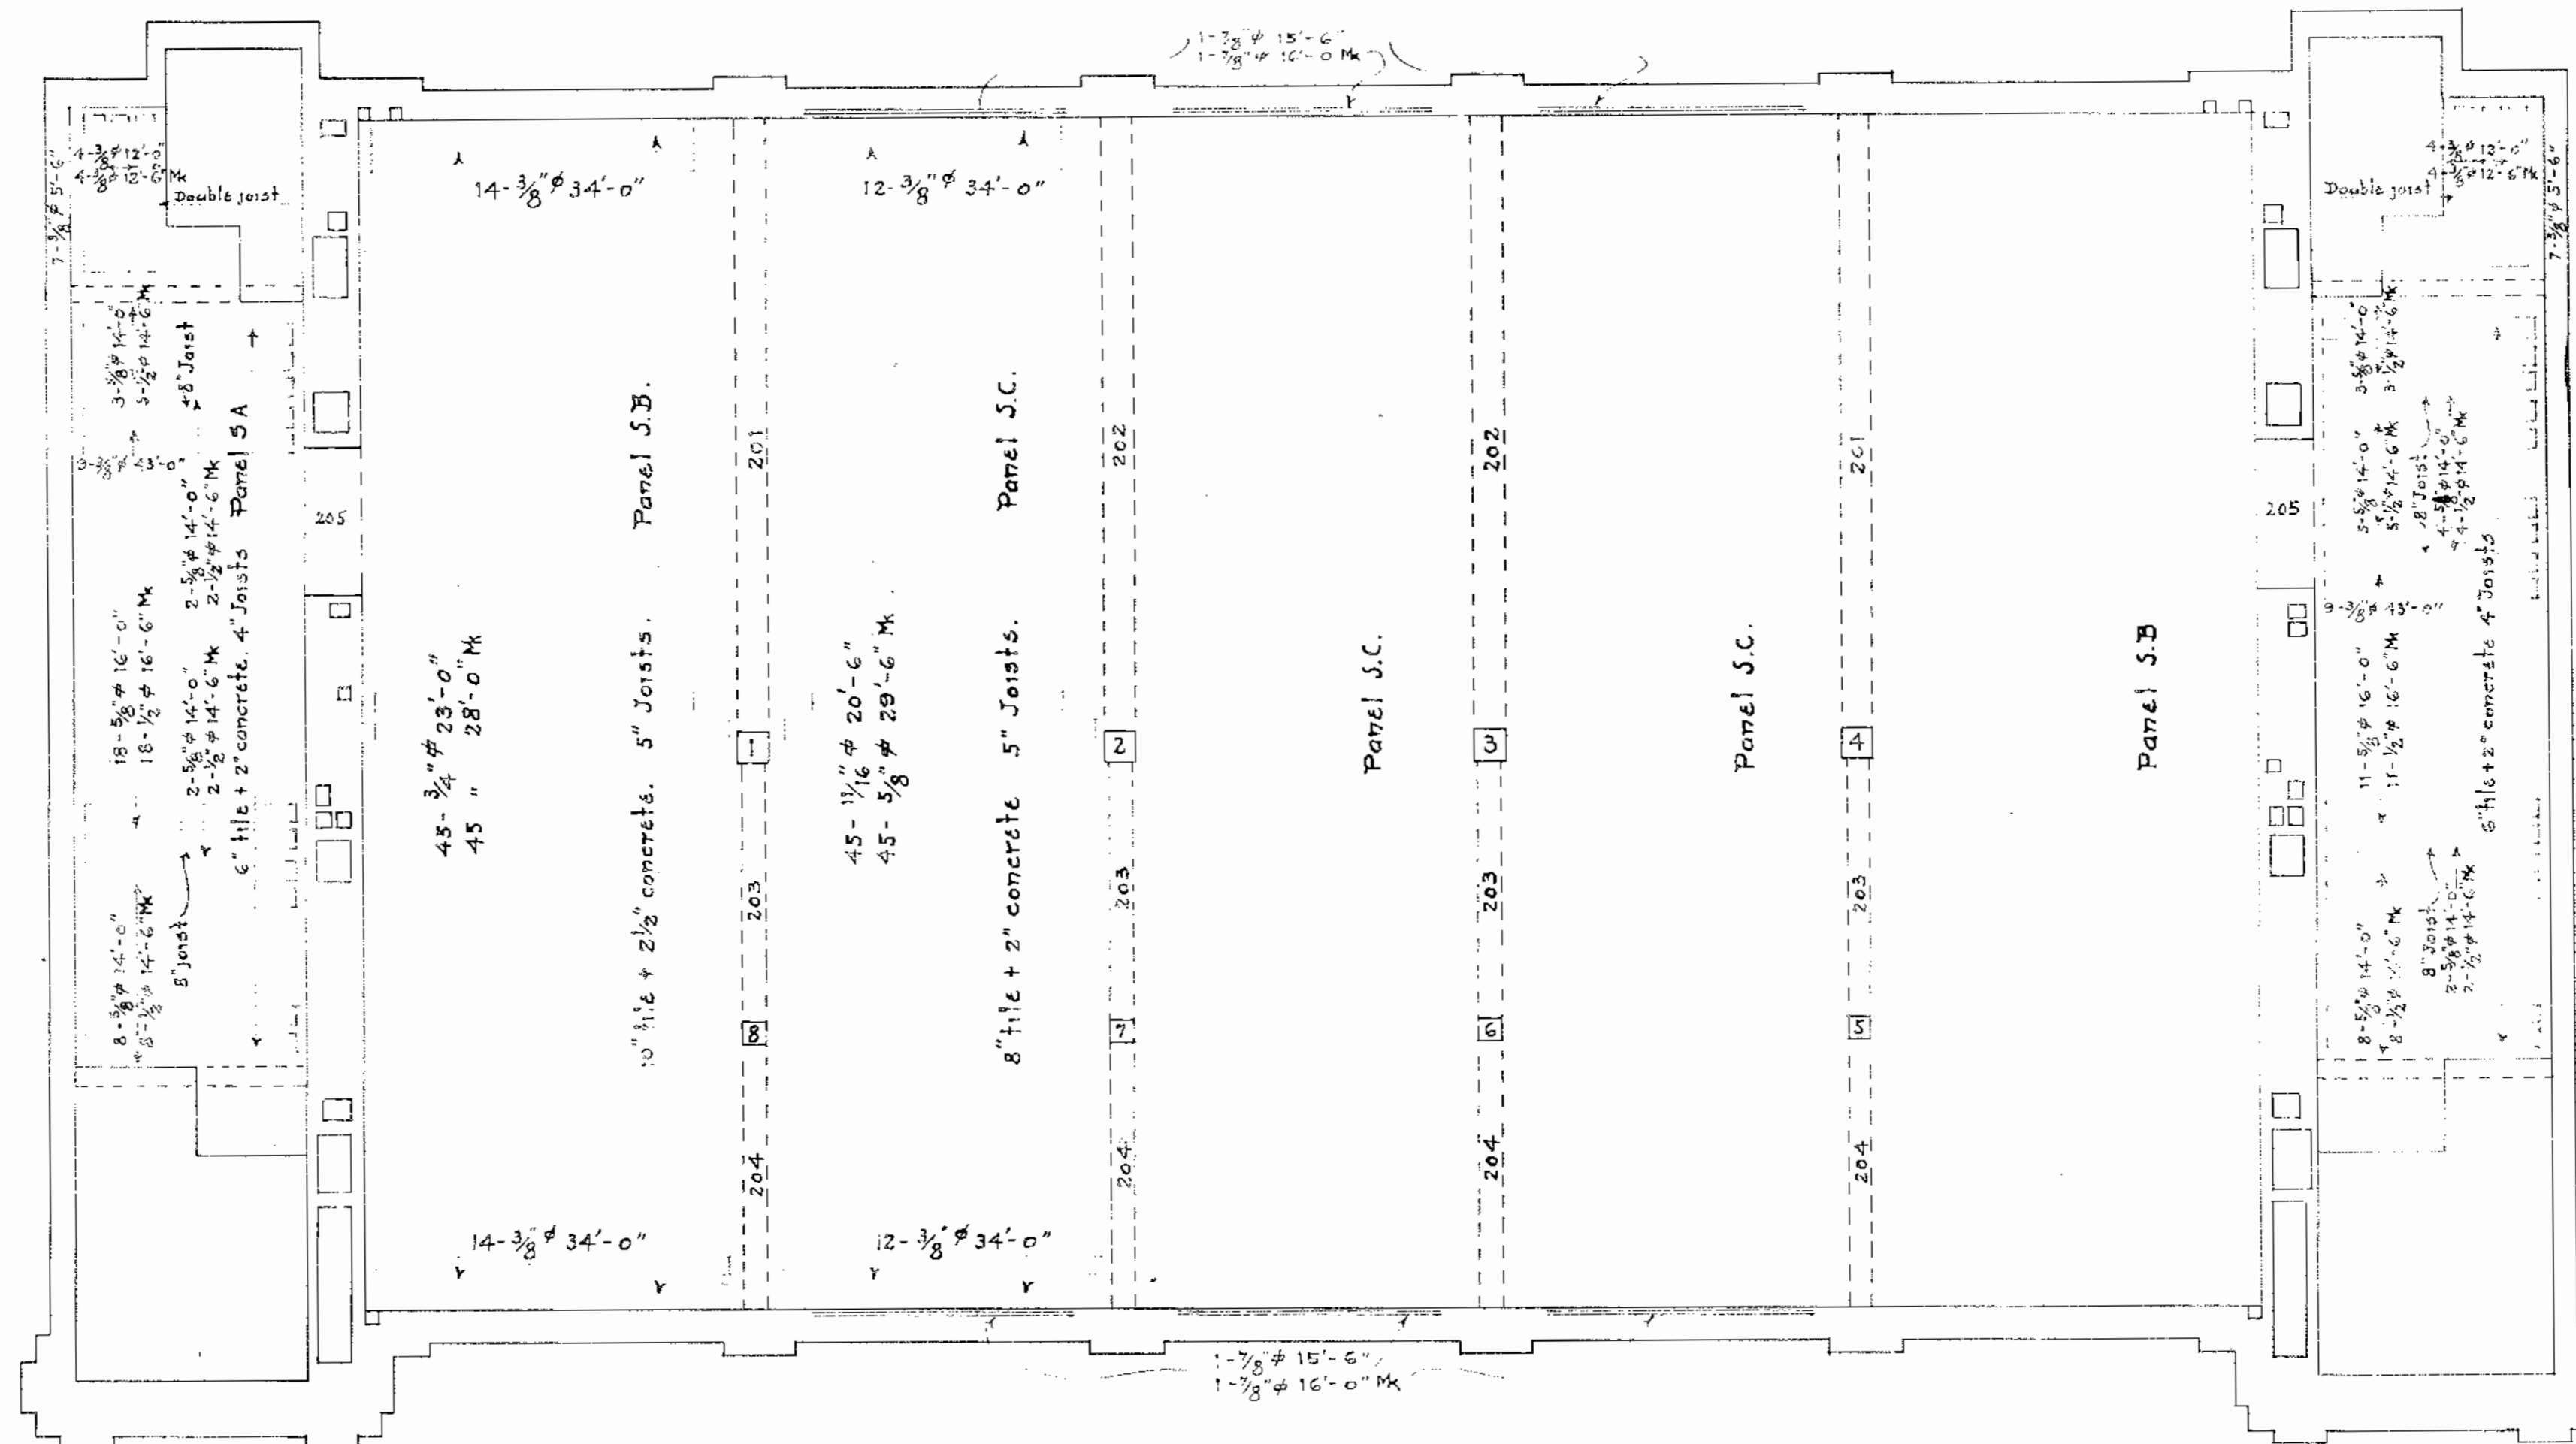 1-7/8"φ 15'-6"
1-7/8"φ 16'-0 Mk
4-3/8"φ 12'-0"
4-3/8"φ 12'-6" Mk
Double joist
7-3/8"φ 5'-6"
14-3/8"φ 34'-0"
12-3/8"φ 34'-0"
4-3/8"φ 12'-0"
4-3/8"φ 12'-6" Mk
Double joist
7-3/8"φ 5'-6"
3-5/8"φ 14'-0"
5-1/2"φ 14'-6" Mk
8" Joist
9-3/8"φ 43'-0"
2-5/8"φ 14'-0"
2-1/2"φ 14'-6" Mk
Panel SA
6" tile + 2" concrete. 4" Joists
18-5/8"φ 16'-0"
18-1/2"φ 16'-6" Mk
2-5/8"φ 14'-0"
2-1/2"φ 14'-6" Mk
8-5/8"φ 14'-0"
8-1/2"φ 14'-6" Mk
8" joist
205
45-3/4"φ 23'-0"
45 " 28'-0" Mk
Panel S.B.
10" tile + 2½" concrete. 5" Joists.
201
1
203
8
204
45-11/16"φ 20'-6"
45-5/8"φ 29'-6" Mk.
Panel S.C.
8" tile + 2" concrete 5" Joists.
202
2
203
7
204
Panel S.C.
202
3
203
6
204
Panel S.C.
201
4
203
5
204
Panel S.B
205
3-5/8"φ 14'-0"
3-1/2"φ 14'-6" Mk
5-5/8"φ 14'-0"
5-1/2"φ 14'-6" Mk
8" Joist
4-5/8"φ 14'-0"
4-1/2"φ 14'-6" Mk
9-3/8"φ 43'-0"
11-5/8"φ 16'-0"
11-1/2"φ 16'-6" Mk
6" tile + 2" concrete 4" Joists
8-5/8"φ 14'-0"
8-1/2"φ 14'-6" Mk
8" Joist
2-5/8"φ 14'-0"
2-1/2"φ 14'-6" Mk
14-3/8"φ 34'-0"
12-3/8"φ 34'-0"
1-7/8"φ 15'-6"
1-7/8"φ 16'-0" Mk